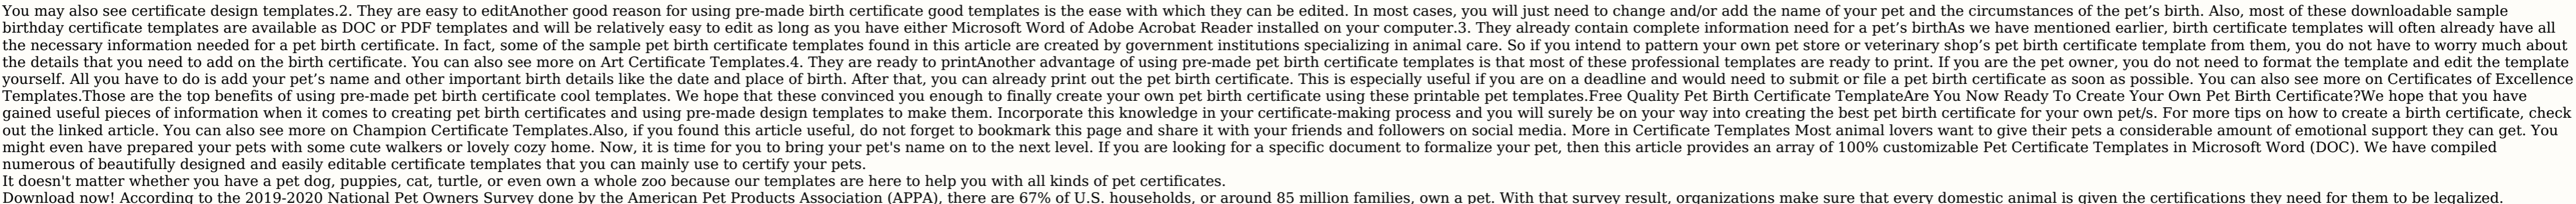 You may also see certificate design templates.2. They are easy to editAnother good reason for using pre-made birth certificate good templates is the ease with which they can be edited. In most cases, you will just need to change and/or add the name of your pet and the circumstances of the pet’s birth. Also, most of these downloadable sample
birthday certificate templates are available as DOC or PDF templates and will be relatively easy to edit as long as you have either Microsoft Word of Adobe Acrobat Reader installed on your computer.3. They already contain complete information need for a pet’s birthAs we have mentioned earlier, birth certificate templates will often already have all
the necessary information needed for a pet birth certificate. In fact, some of the sample pet birth certificate templates found in this article are created by government institutions specializing in animal care. So if you intend to pattern your own pet store or veterinary shop’s pet birth certificate template from them, you do not have to worry much about
the details that you need to add on the birth certificate. You can also see more on Art Certificate Templates.4. They are ready to printAnother advantage of using pre-made pet birth certificate templates is that most of these professional templates are ready to print. If you are the pet owner, you do not need to format the template and edit the template
yourself. All you have to do is add your pet’s name and other important birth details like the date and place of birth. After that, you can already print out the pet birth certificate. This is especially useful if you are on a deadline and would need to submit or file a pet birth certificate as soon as possible. You can also see more on Certificates of Excellence
Templates.Those are the top benefits of using pre-made pet birth certificate cool templates. We hope that these convinced you enough to finally create your own pet birth certificate using these printable pet templates.Free Quality Pet Birth Certificate TemplateAre You Now Ready To Create Your Own Pet Birth Certificate?We hope that you have
gained useful pieces of information when it comes to creating pet birth certificates and using pre-made design templates to make them. Incorporate this knowledge in your certificate-making process and you will surely be on your way into creating the best pet birth certificate for your own pet/s. For more tips on how to create a birth certificate, check
out the linked article. You can also see more on Champion Certificate Templates.Also, if you found this article useful, do not forget to bookmark this page and share it with your friends and followers on social media. More in Certificate Templates Most animal lovers want to give their pets a considerable amount of emotional support they can get. You
might even have prepared your pets with some cute walkers or lovely cozy home. Now, it is time for you to bring your pet's name on to the next level. If you are looking for a specific document to formalize your pet, then this article provides an array of 100% customizable Pet Certificate Templates in Microsoft Word (DOC). We have compiled
numerous of beautifully designed and easily editable certificate templates that you can mainly use to certify your pets.
It doesn't matter whether you have a pet dog, puppies, cat, turtle, or even own a whole zoo because our templates are here to help you with all kinds of pet certificates.
Download now! According to the 2019-2020 National Pet Owners Survey done by the American Pet Products Association (APPA), there are 67% of U.S. households, or around 85 million families, own a pet. With that survey result, organizations make sure that every domestic animal is given the certifications they need for them to be legalized.